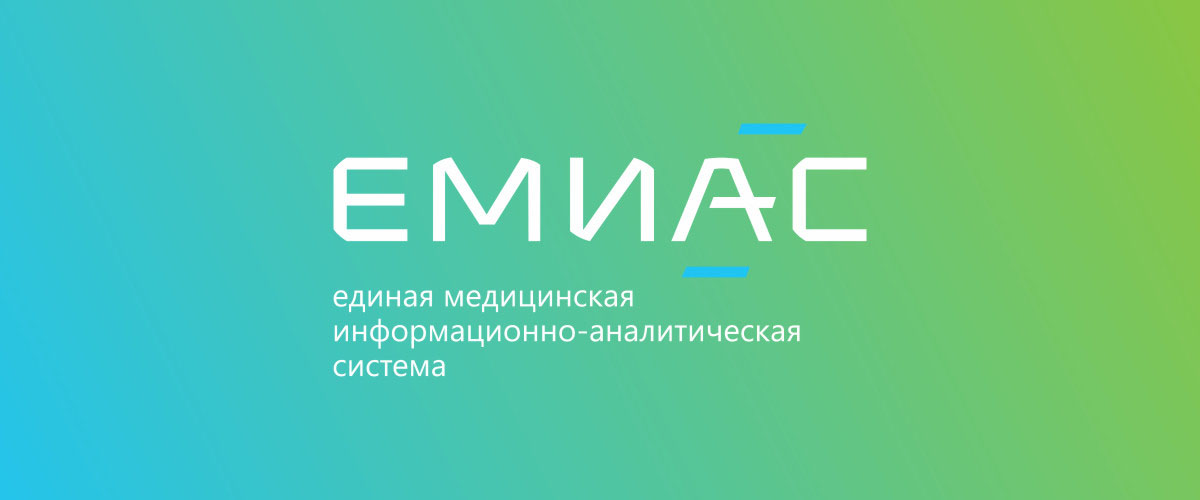 ЕМИАС
единая медицинская
информационно-аналитическая
система